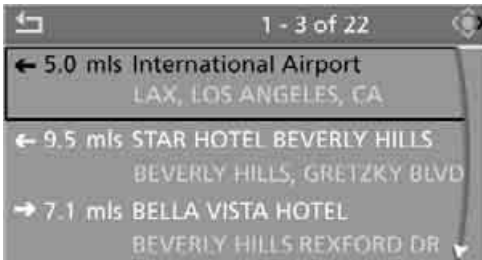 1 - 3 of 22
← 5.0 mls International Airport
LAX, LOS ANGELES, CA
← 9.5 mls STAR HOTEL BEVERLY HILLS
BEVERLY HILLS, GRETZKY BLVD
→ 7.1 mls BELLA VISTA HOTEL
BEVERLY HILLS REXFORD DR